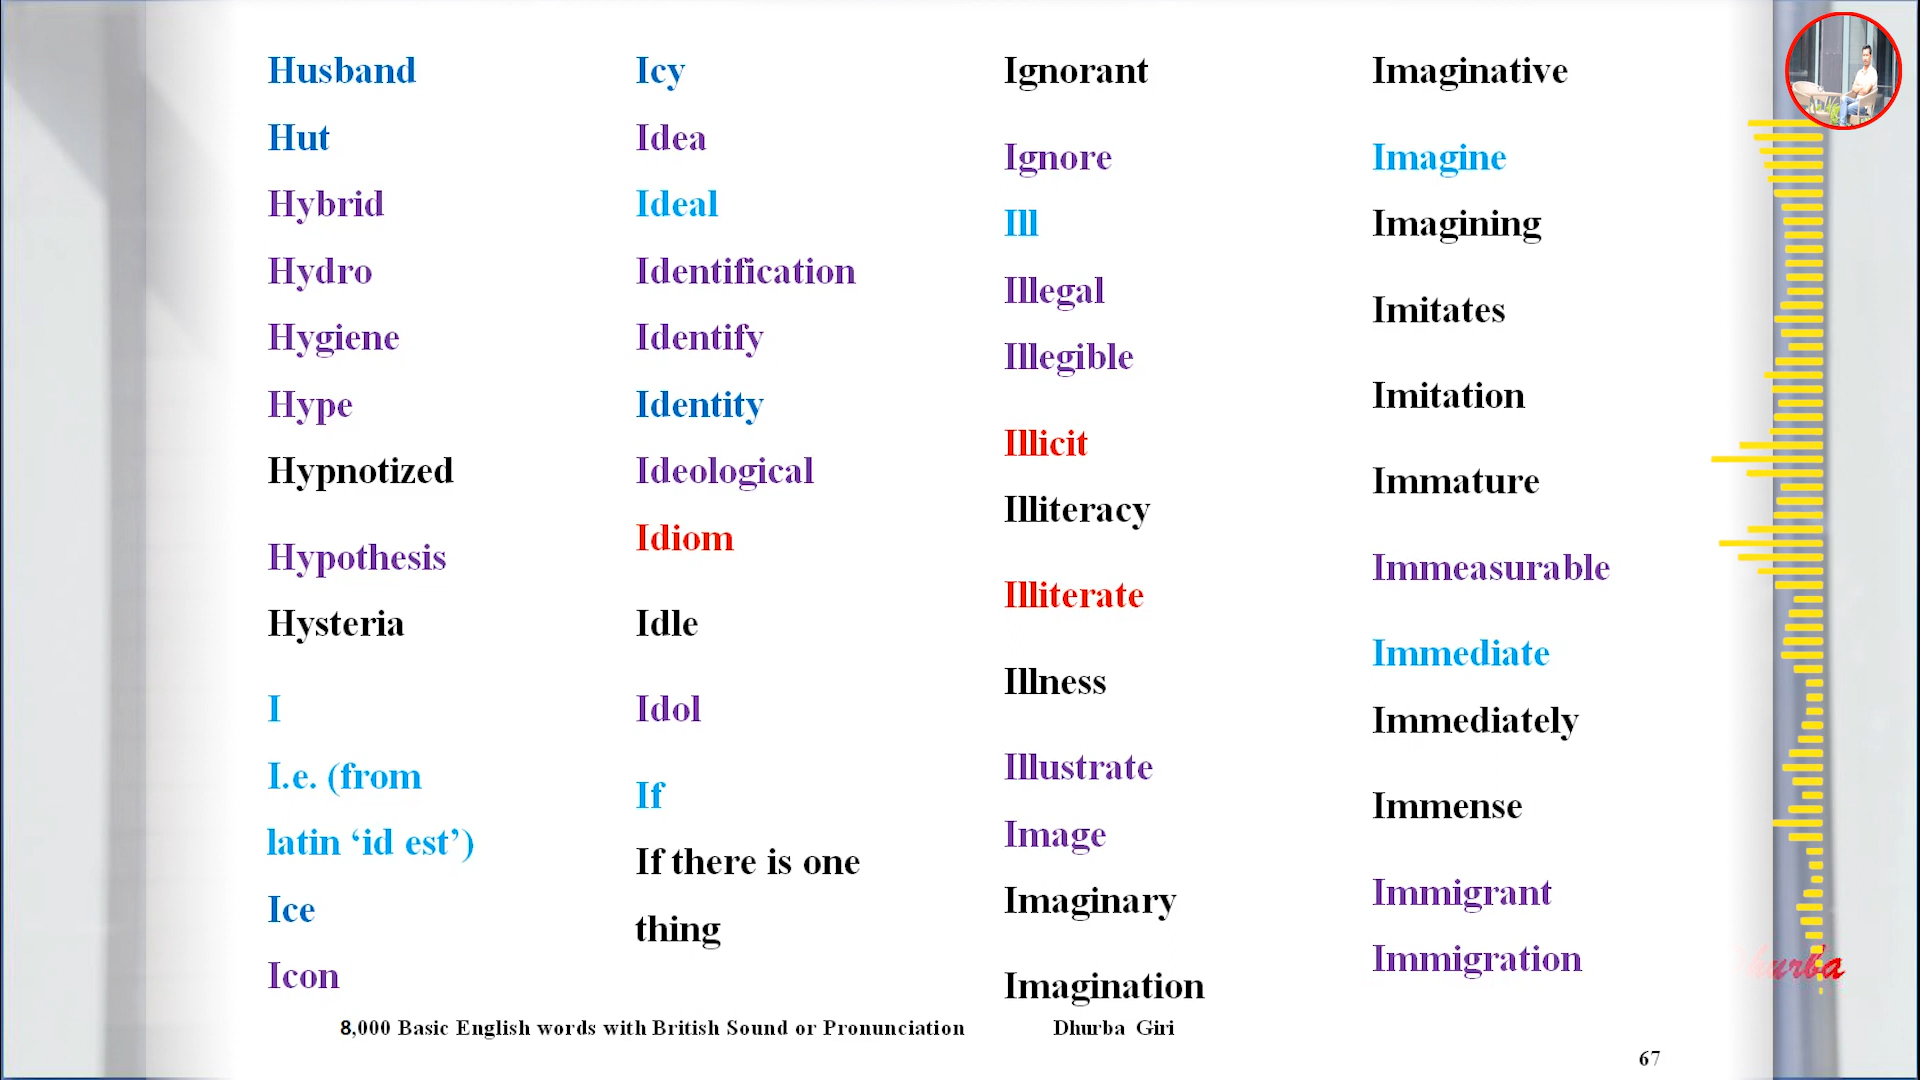 Husband
Hut
Hybrid
Hydro
Hygiene
Hype
Hypnotized
Hypothesis
Hysteria
I
I.e. (from
latin ‘id est’)
Ice
Icon
Icy
Idea
Ideal
Identification
Identify
Identity
Ideological
Idiom
Idle
Idol
If
If there is one
thing
Ignorant
Ignore
Ill
Illegal
Illegible
Illicit
Illiteracy
Illiterate
Illness
Illustrate
Image
Imaginary
Imagination
Imaginative
Imagine
Imagining
Imitates
Imitation
Immature
Immeasurable
Immediate
Immediately
Immense
Immigrant
Immigration
8,000 Basic English words with British Sound or Pronunciation Dhurba Giri
67